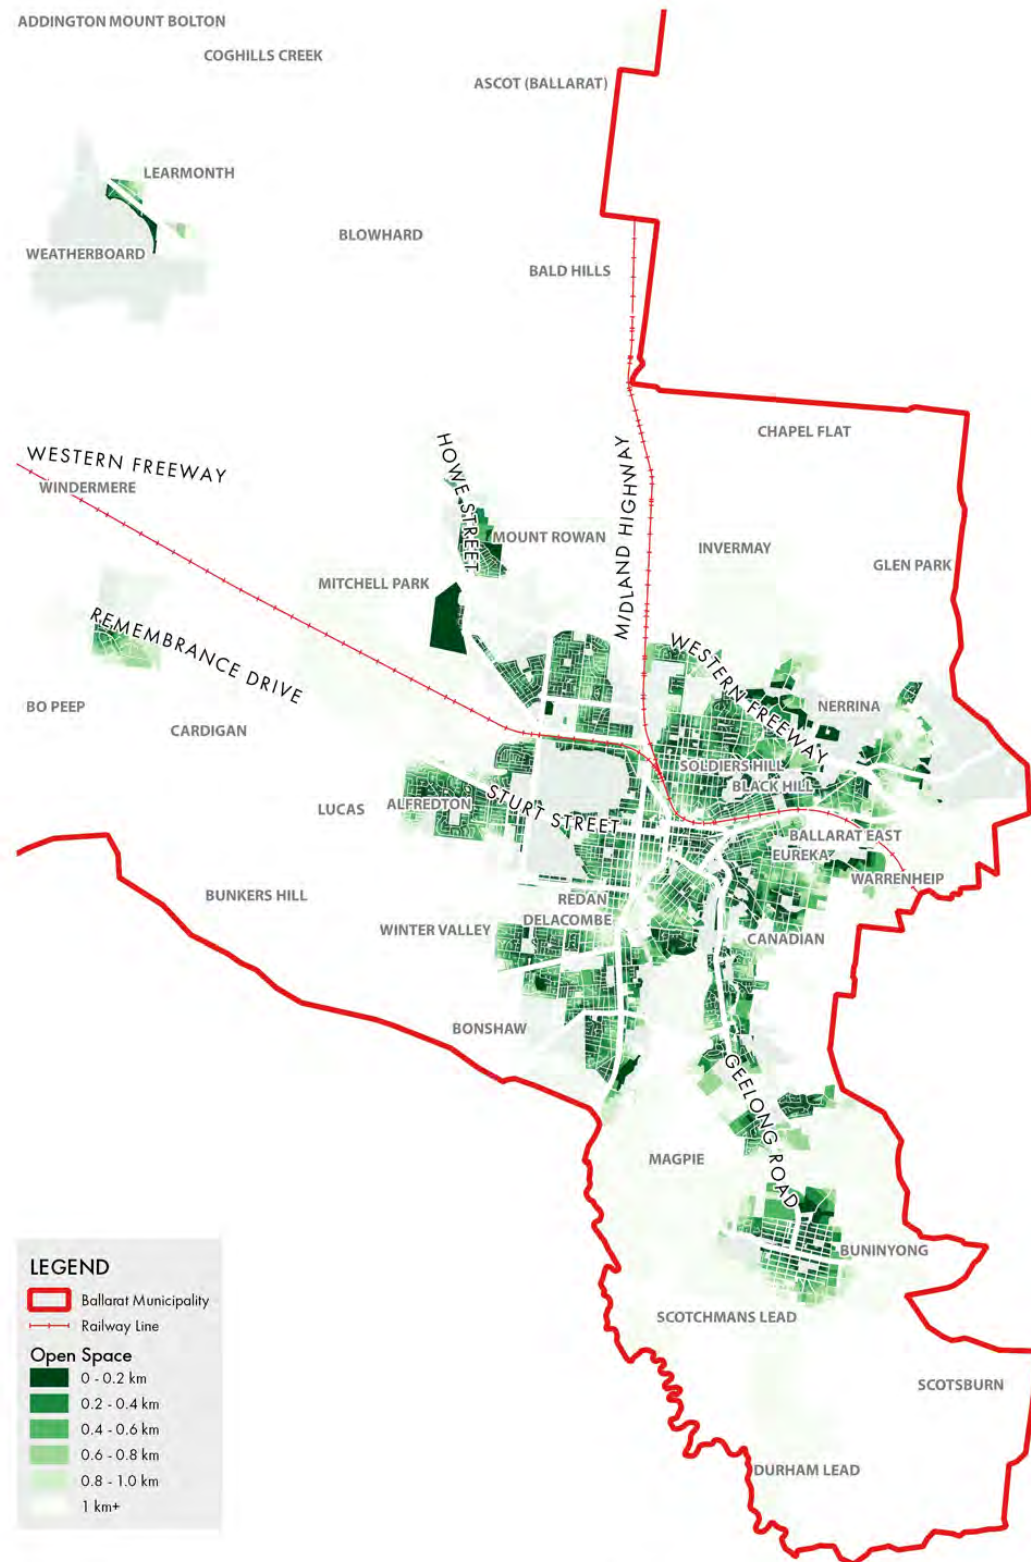 ADDINGTON MOUNT BOLTON
COGHILLS CREEK
ASCOT (BALLARAT)
LEARMONTH
BLOWHARD
WEATHERBOARD
BALD HILLS
CHAPEL FLAT
WESTERN FREEWAY
WINDERMERE
HOWE STREET
MIDLAND HIGHWAY
MOUNT ROWAN
INVERMAY
GLEN PARK
MITCHELL PARK
REMEMBRANCE DRIVE
WESTERN FREEWAY
BO PEEP
NERRINA
CARDIGAN
SOLDIERS HILL
BLACK HILL
LUCAS
ALFREDTON
STURT STREET
BALLARAT EAST
EUREKA
WARRENHEIP
BUNKERS HILL
REDAN
DELACOMBE
WINTER VALLEY
CANADIAN
BONSHAW
GEELONG ROAD
MAGPIE
BUNINYONG
SCOTCHMANS LEAD
SCOTSBURN
DURHAM LEAD
LEGEND
Ballarat Municipality
Railway Line
Open Space
0 - 0.2 km
0.2 - 0.4 km
0.4 - 0.6 km
0.6 - 0.8 km
0.8 - 1.0 km
1 km+